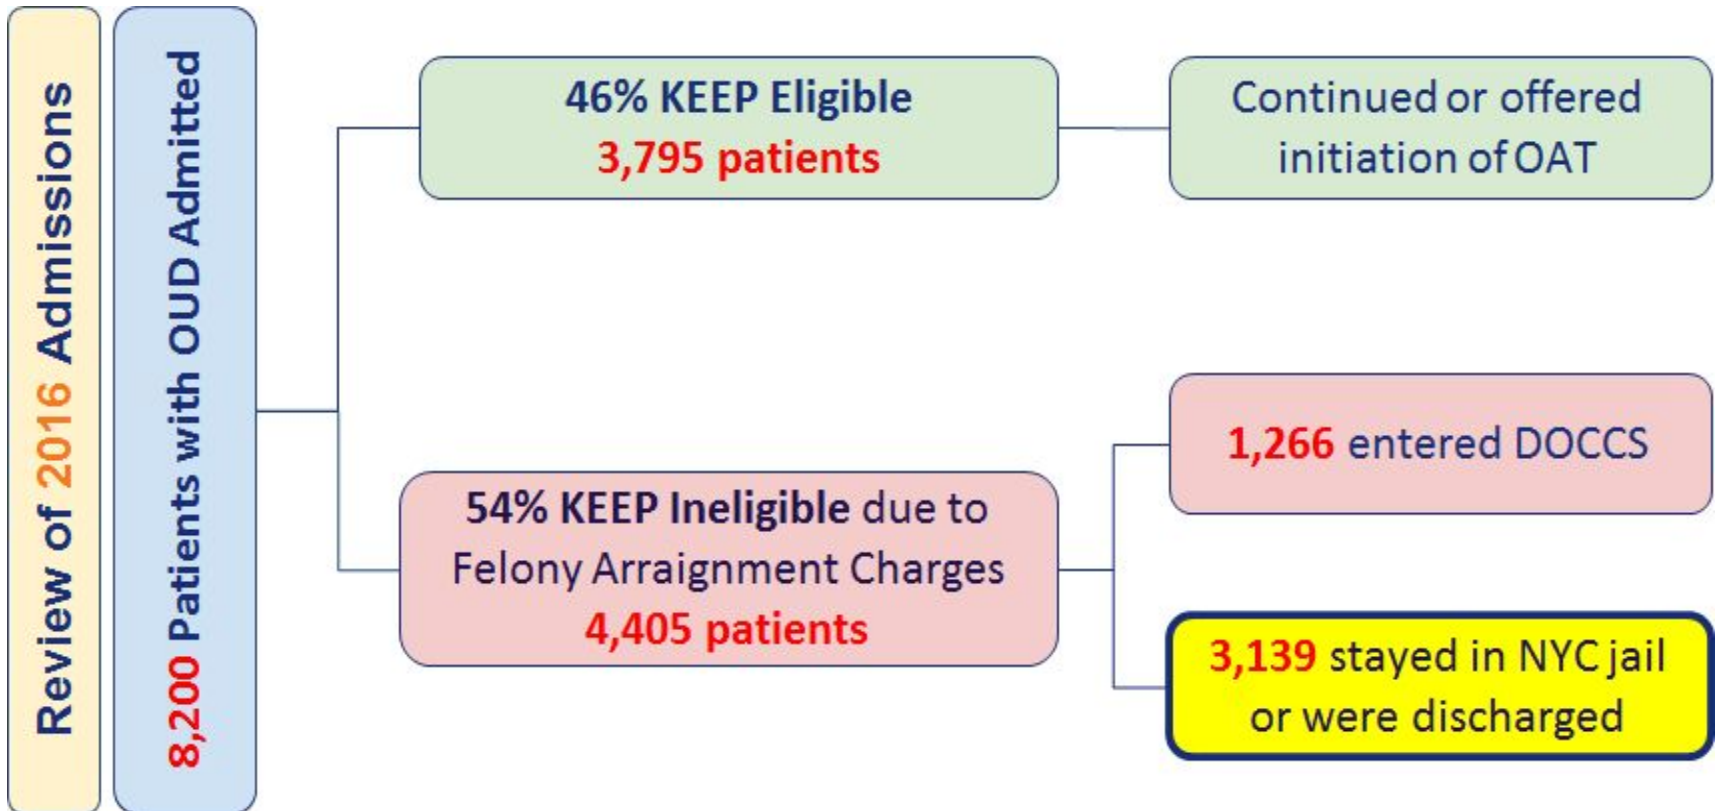 Review of 2016 Admissions
8,200 Patients with OUD Admitted
46% KEEP Eligible
3,795 patients
Continued or offered
initiation of OAT
54% KEEP Ineligible due to
Felony Arraignment Charges
4,405 patients
1,266 entered DOCCS
3,139 stayed in NYC jail
or were discharged